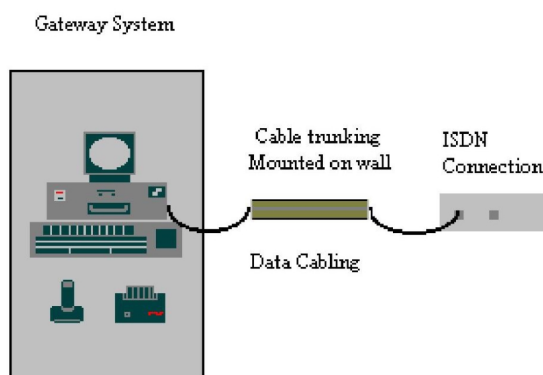 Gateway System
Cable trunking
Mounted on wall
ISDN
Connection
Data Cabling